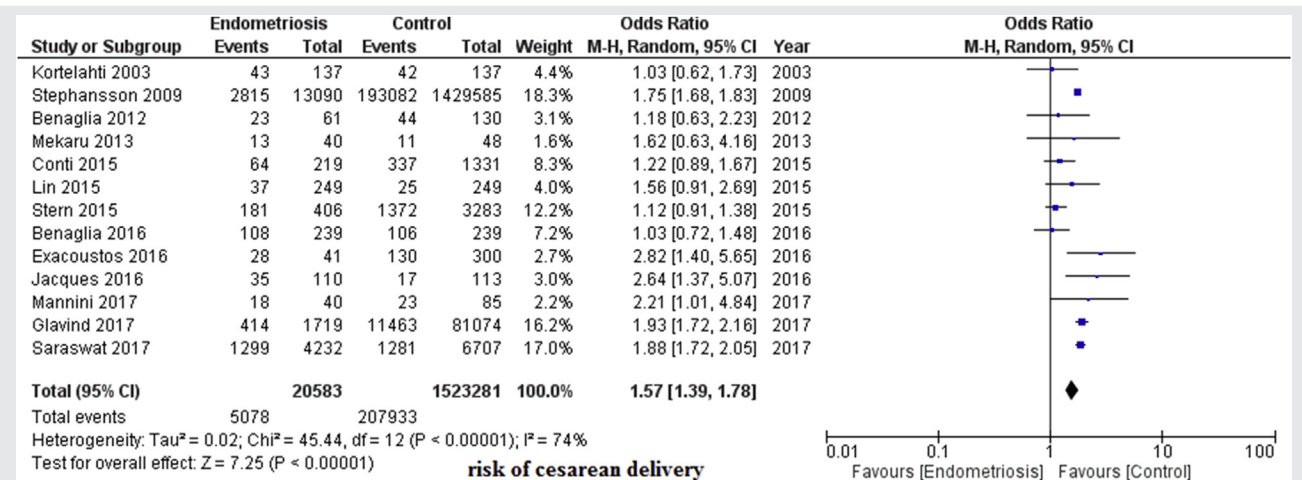 Endometriosis Control Odds Ratio Odds Ratio
Study or Subgroup Events Total Events Total Weight M-H, Random, 95% CI Year M-H, Random, 95% CI
Kortelahti 2003 43 137 42 137 4.4% 1.03 [0.62, 1.73] 2003
Stephansson 2009 2815 13090 193082 1429585 18.3% 1.75 [1.68, 1.83] 2009
Benaglia 2012 23 61 44 130 3.1% 1.18 [0.63, 2.23] 2012
Mekaru 2013 13 40 11 48 1.6% 1.62 [0.63, 4.16] 2013
Conti 2015 64 219 337 1331 8.3% 1.22 [0.89, 1.67] 2015
Lin 2015 37 249 25 249 4.0% 1.56 [0.91, 2.69] 2015
Stern 2015 181 406 1372 3283 12.2% 1.12 [0.91, 1.38] 2015
Benaglia 2016 108 239 106 239 7.2% 1.03 [0.72, 1.48] 2016
Exacoustos 2016 28 41 130 300 2.7% 2.82 [1.40, 5.65] 2016
Jacques 2016 35 110 17 113 3.0% 2.64 [1.37, 5.07] 2016
Mannini 2017 18 40 23 85 2.2% 2.21 [1.01, 4.84] 2017
Glavind 2017 414 1719 11463 81074 16.2% 1.93 [1.72, 2.16] 2017
Saraswat 2017 1299 4232 1281 6707 17.0% 1.88 [1.72, 2.05] 2017
Total (95% CI) 20583 1523281 100.0% 1.57 [1.39, 1.78]
Total events 5078 207933
Heterogeneity: Tau² = 0.02; Chi² = 45.44, df = 12 (P < 0.00001); I² = 74%
Test for overall effect: Z = 7.25 (P < 0.00001)
risk of cesarean delivery
0.01 0.1 1 10 100
Favours [Endometriosis] Favours [Control]